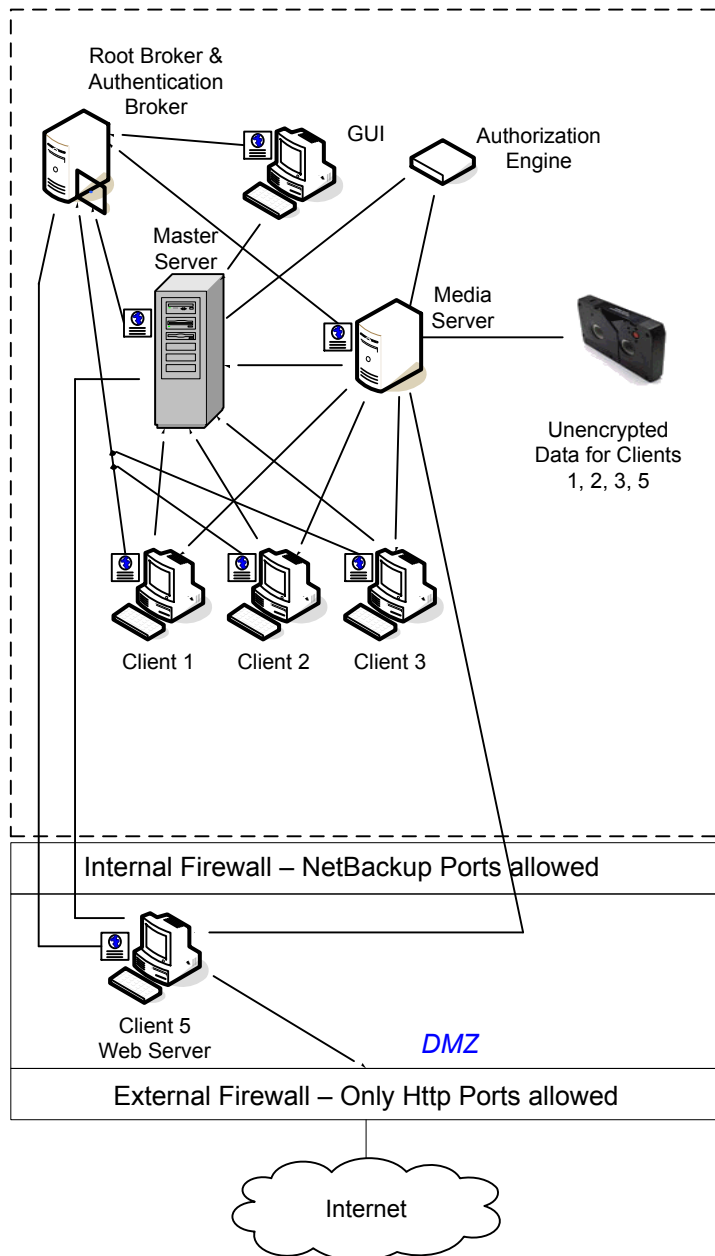 Root Broker &
Authentication
Broker
GUI
Authorization
Engine
Master
Server
Media
Server
Unencrypted
Data for Clients
1, 2, 3, 5
Client 1
Client 2
Client 3
Internal Firewall – NetBackup Ports allowed
Client 5
Web Server
DMZ
External Firewall – Only Http Ports allowed
Internet